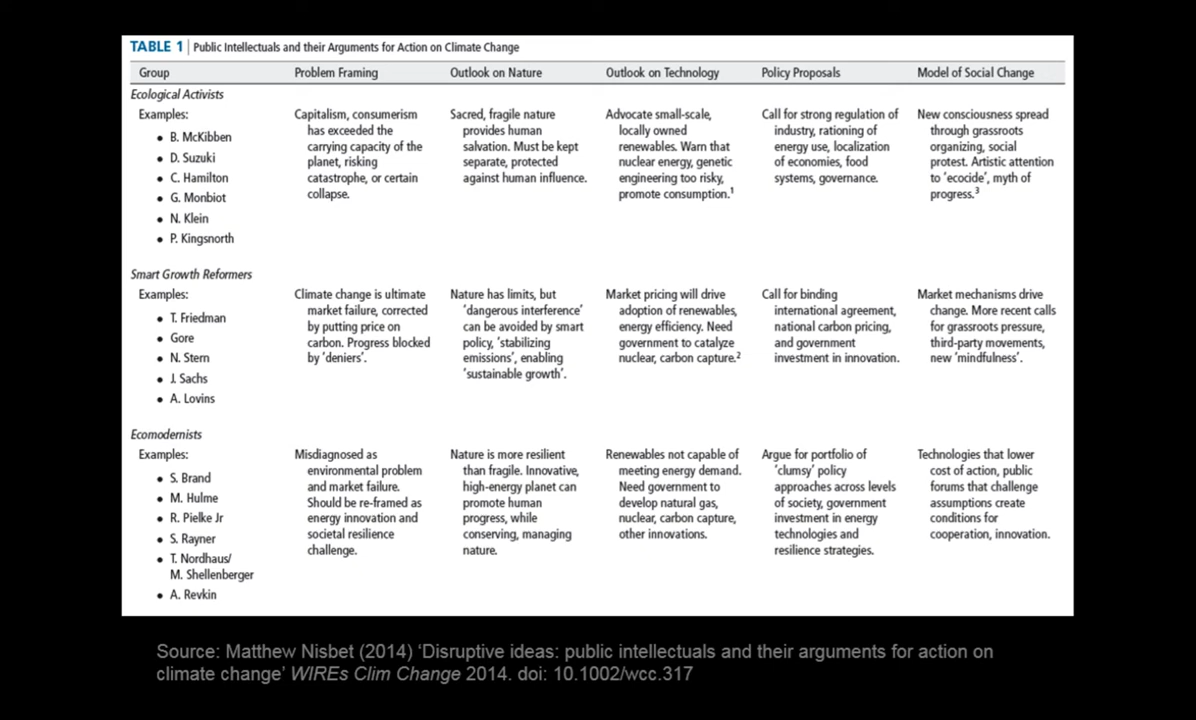 TABLE 1 | Public Intellectuals and their Arguments for Action on Climate Change
Group Problem Framing Outlook on Nature Outlook on Technology Policy Proposals Model of Social Change
Ecological Activists
Examples:
• B. McKibben
• D. Suzuki
• C. Hamilton
• G. Monbiot
• N. Klein
• P. Kingsnorth
Capitalism, consumerism
has exceeded the
carrying capacity of the
planet, risking
catastrophe, or certain
collapse.
Sacred, fragile nature
provides human
salvation. Must be kept
separate, protected
against human influence.
Advocate small-scale,
locally owned
renewables. Warn that
nuclear energy, genetic
engineering too risky,
promote consumption.¹
Call for strong regulation of
industry, rationing of
energy use, localization
of economies, food
systems, governance.
New consciousness spread
through grassroots
organizing, social
protest. Artistic attention
to ‘ecocide’, myth of
progress.³
Smart Growth Reformers
Examples:
• T. Friedman
• Gore
• N. Stern
• J. Sachs
• A. Lovins
Climate change is ultimate
market failure, corrected
by putting price on
carbon. Progress blocked
by ‘deniers’.
Nature has limits, but
‘dangerous interference’
can be avoided by smart
policy, ‘stabilizing
emissions’, enabling
‘sustainable growth’.
Market pricing will drive
adoption of renewables,
energy efficiency. Need
government to catalyze
nuclear, carbon capture.²
Call for binding
international agreement,
national carbon pricing,
and government
investment in innovation.
Market mechanisms drive
change. More recent calls
for grassroots pressure,
third-party movements,
new ‘mindfulness’.
Ecomodernists
Examples:
• S. Brand
• M. Hulme
• R. Pielke Jr
• S. Rayner
• T. Nordhaus/
M. Shellenberger
• A. Revkin
Misdiagnosed as
environmental problem
and market failure.
Should be re-framed as
energy innovation and
societal resilience
challenge.
Nature is more resilient
than fragile. Innovative,
high-energy planet can
promote human
progress, while
conserving, managing
nature.
Renewables not capable of
meeting energy demand.
Need government to
develop natural gas,
nuclear, carbon capture,
other innovations.
Argue for portfolio of
‘clumsy’ policy
approaches across levels
of society, government
investment in energy
technologies and
resilience strategies.
Technologies that lower
cost of action, public
forums that challenge
assumptions create
conditions for
cooperation, innovation.
Source: Matthew Nisbet (2014) ‘Disruptive ideas: public intellectuals and their arguments for action on
climate change’ WIREs Clim Change 2014. doi: 10.1002/wcc.317